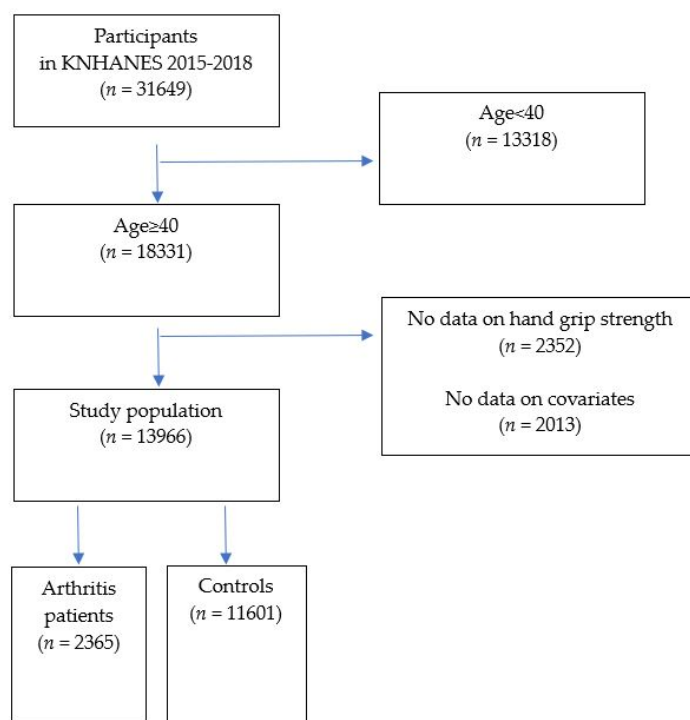 Participants
in KNHANES 2015-2018
(n = 31649)
Age<40
(n = 13318)
Age≥40
(n = 18331)
No data on hand grip strength
(n = 2352)
No data on covariates
(n = 2013)
Study population
(n = 13966)
Arthritis
patients
(n = 2365)
Controls
(n = 11601)